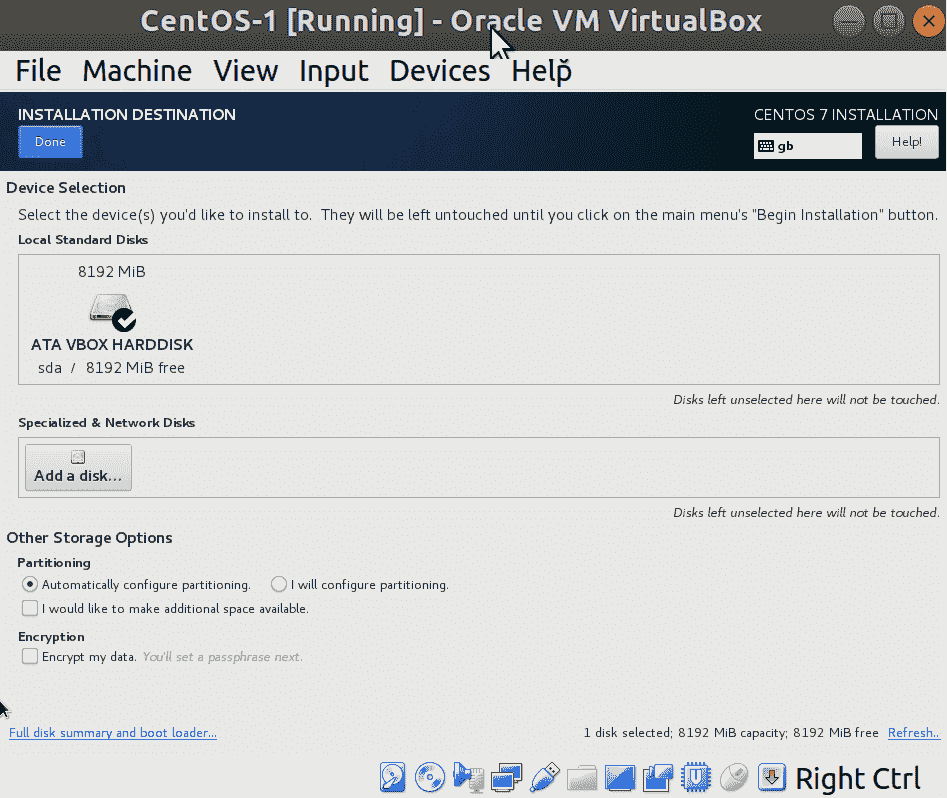 CentOS-1 [Running] - Oracle VM VirtualBox
File Machine View Input Devices Help
INSTALLATION DESTINATION
CENTOS 7 INSTALLATION
Done
gb
Help!
Device Selection
Select the device(s) you'd like to install to. They will be left untouched until you click on the main menu's "Begin Installation" button.
Local Standard Disks
8192 MiB
ATA VBOX HARDDISK
sda / 8192 MiB free
Disks left unselected here will not be touched.
Specialized & Network Disks
Add a disk...
Disks left unselected here will not be touched.
Other Storage Options
Partitioning
Automatically configure partitioning. I will configure partitioning.
I would like to make additional space available.
Encryption
Encrypt my data. You'll set a passphrase next.
Full disk summary and boot loader...
1 disk selected; 8192 MiB capacity; 8192 MiB free Refresh...
Right Ctrl